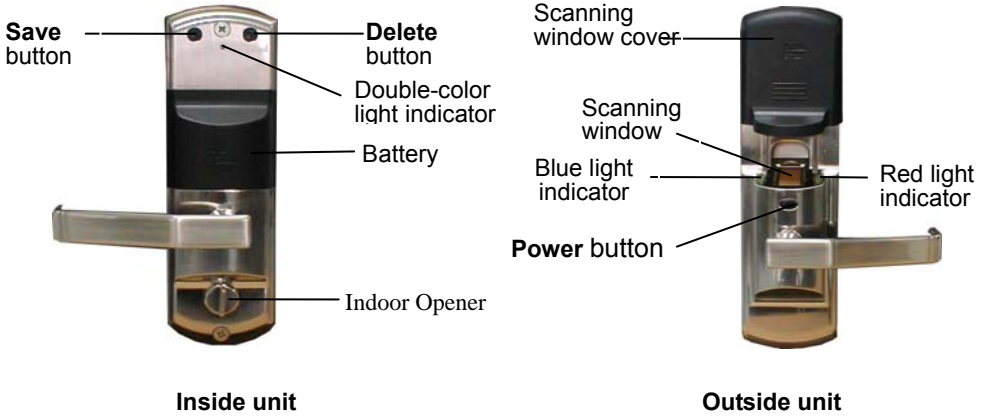 Save
button
Delete
button
Double-color
light indicator
Battery
Indoor Opener
Inside unit
Scanning
window cover
Scanning
window
Blue light
indicator
Red light
indicator
Power button
Outside unit